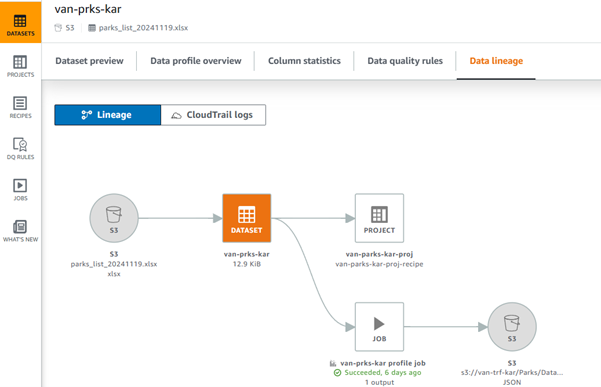 van-prks-kar
S3 parks_list_20241119.xlsx
DATASETS
PROJECTS
RECIPES
DQ RULES
JOBS
WHAT'S NEW
Dataset preview Data profile overview Column statistics Data quality rules Data lineage
Lineage CloudTrail logs
S3
S3
parks_list_20241119.xlsx
xlsx
DATASET
van-prks-kar
12.9 KiB
PROJECT
van-parks-kar-proj
van-parks-kar-proj-recipe
JOB
van-prks-kar profile job
Succeeded, 6 days ago
1 output
S3
S3
s3://van-trf-kar/Parks/Data...
JSON